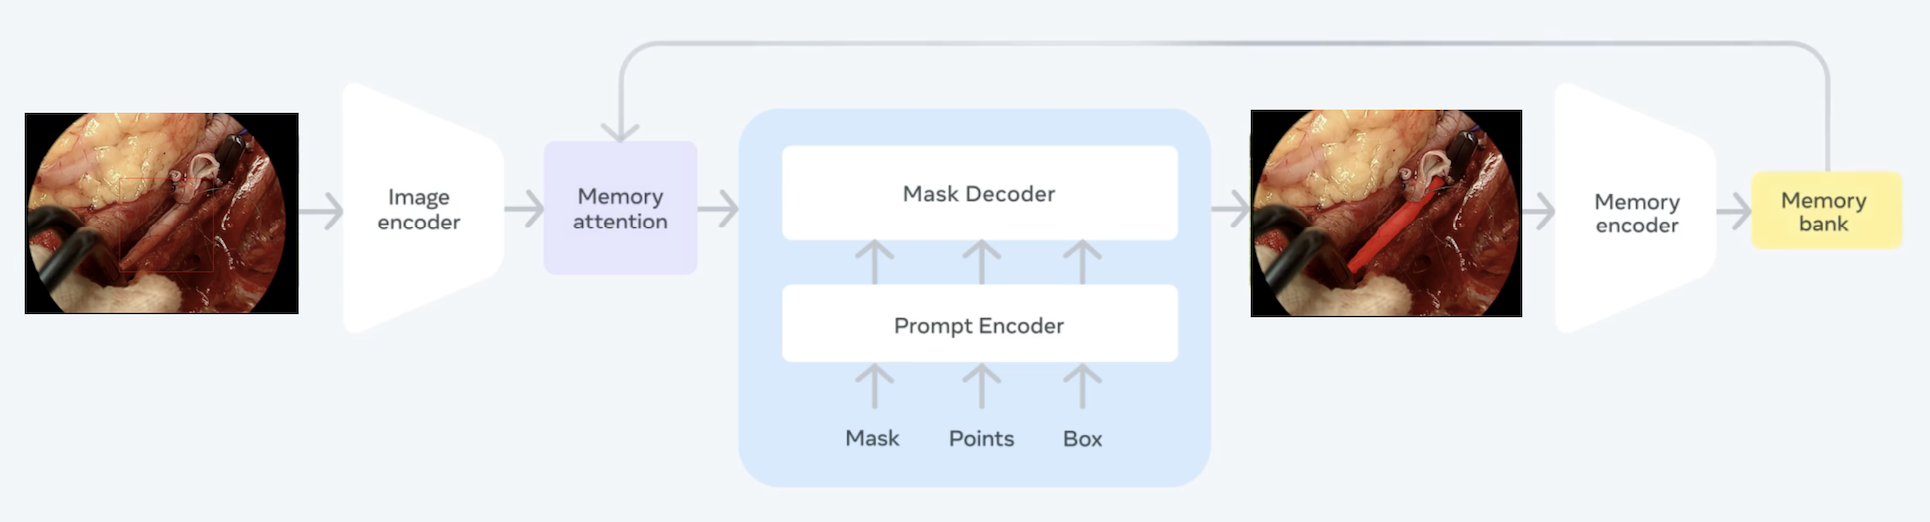 Image
encoder
Memory
attention
Mask Decoder
Prompt Encoder
Mask
Points
Box
Memory
encoder
Memory
bank